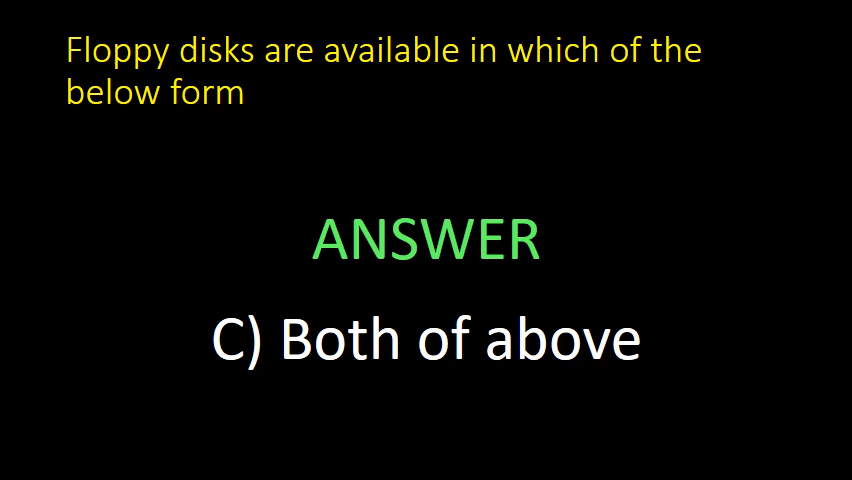 Floppy disks are available in which of the
below form
ANSWER
C) Both of above